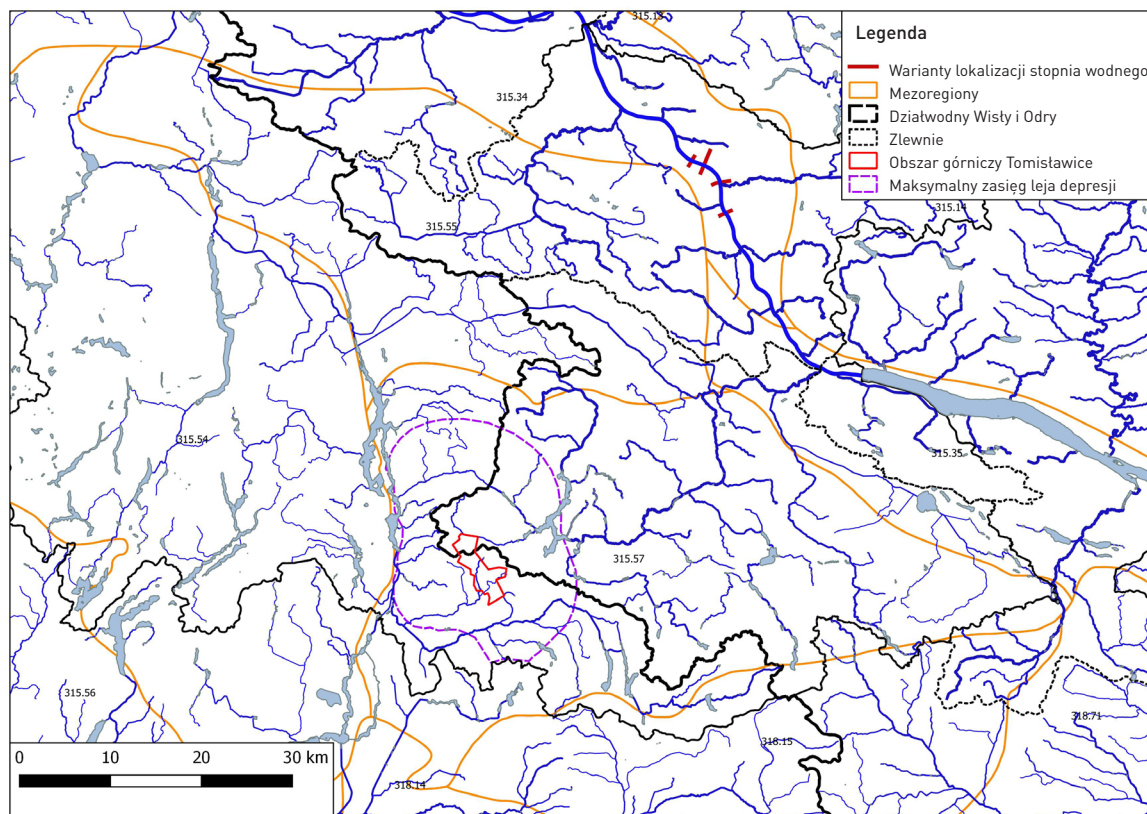 315.13
Legenda
Warianty lokalizacji stopnia wodnego
Mezoregiony
Działwodny Wisły i Odry
Zlewnie
Obszar górniczy Tomisławice
Maksymalny zasięg leja depresji
315.34
315.14
315.55
315.54
315.35
315.57
315.56
318.71
318.15
318.14
0 10 20 30 km